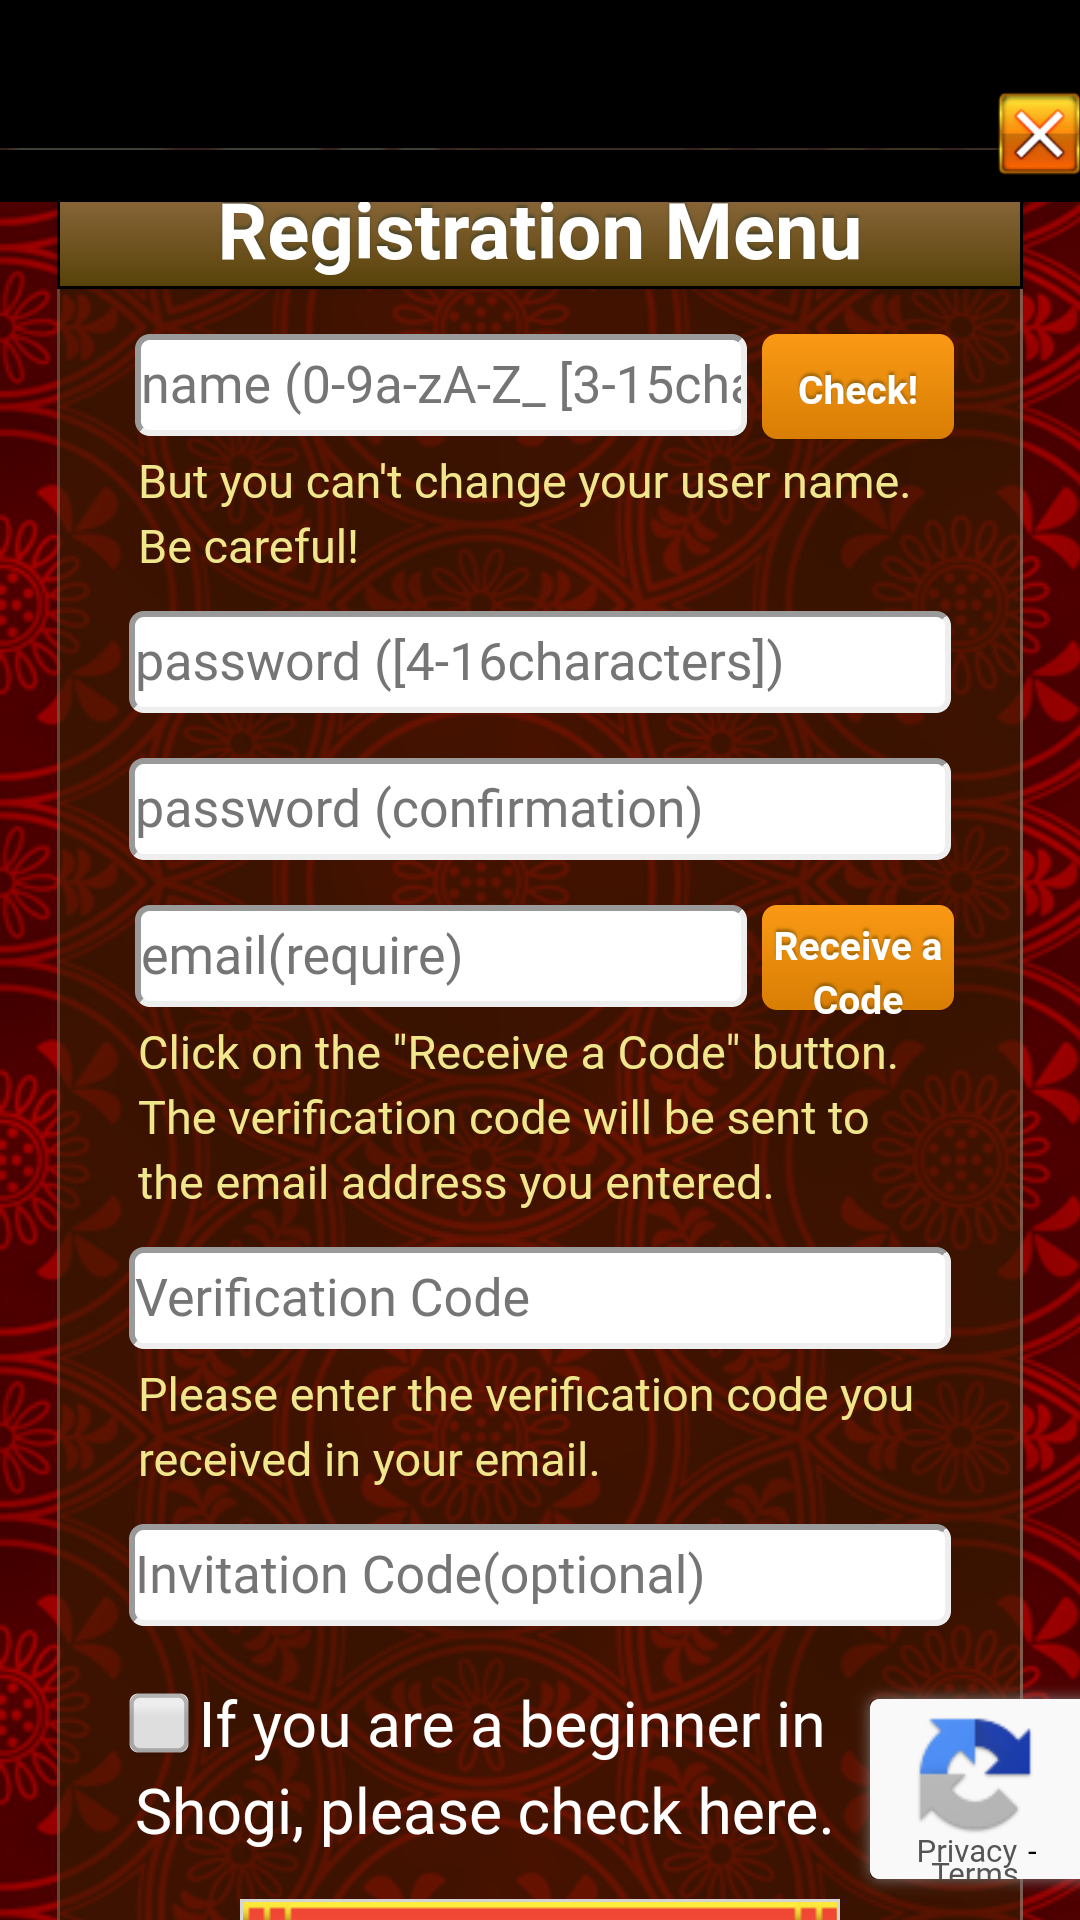 Registration Menu
name (0-9a-zA-Z_ [3-15cha
Check!
But you can't change your user name.
Be careful!
password ([4-16characters])
password (confirmation)
email(require)
Receive a
Code
Click on the "Receive a Code" button.
The verification code will be sent to
the email address you entered.
Verification Code
Please enter the verification code you
received in your email.
Invitation Code(optional)
If you are a beginner in
Shogi, please check here.
Privacy -
Terms